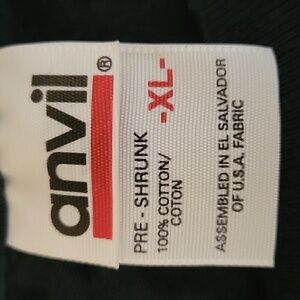 anvil®
PRE - SHRUNK
100% COTTON/
COTON
-XL-
ASSEMBLED IN EL SALVADOR
OF U.S.A. FABRIC